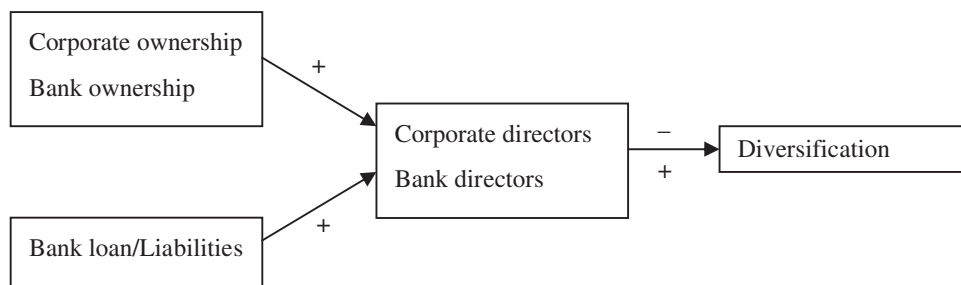 Corporate ownership
Bank ownership
+
Corporate directors
Bank directors
–
+
Diversification
Bank loan/Liabilities
+